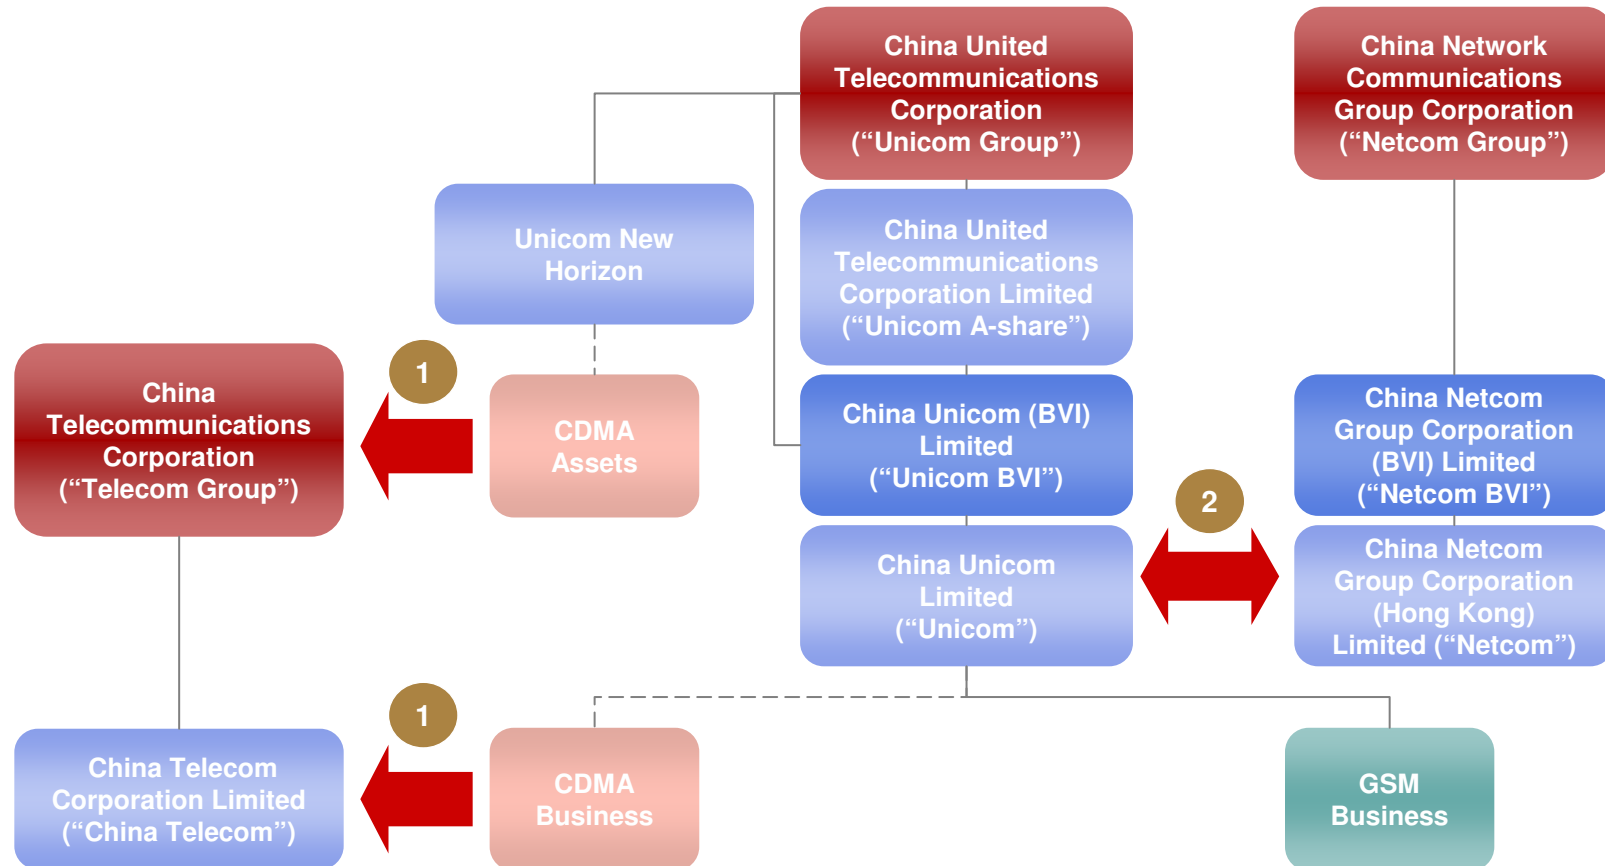 China United
Telecommunications
Corporation
(“Unicom Group”)
China Network
Communications
Group Corporation
(“Netcom Group”)
Unicom New
Horizon
China United
Telecommunications
Corporation Limited
(“Unicom A-share”)
1
China
Telecommunications
Corporation
(“Telecom Group”)
CDMA
Assets
China Unicom (BVI)
Limited
(“Unicom BVI”)
China Netcom
Group Corporation
(BVI) Limited
(“Netcom BVI”)
2
China Unicom
Limited
(“Unicom”)
China Netcom
Group Corporation
(Hong Kong)
Limited (“Netcom”)
1
China Telecom
Corporation Limited
(“China Telecom”)
CDMA
Business
GSM
Business